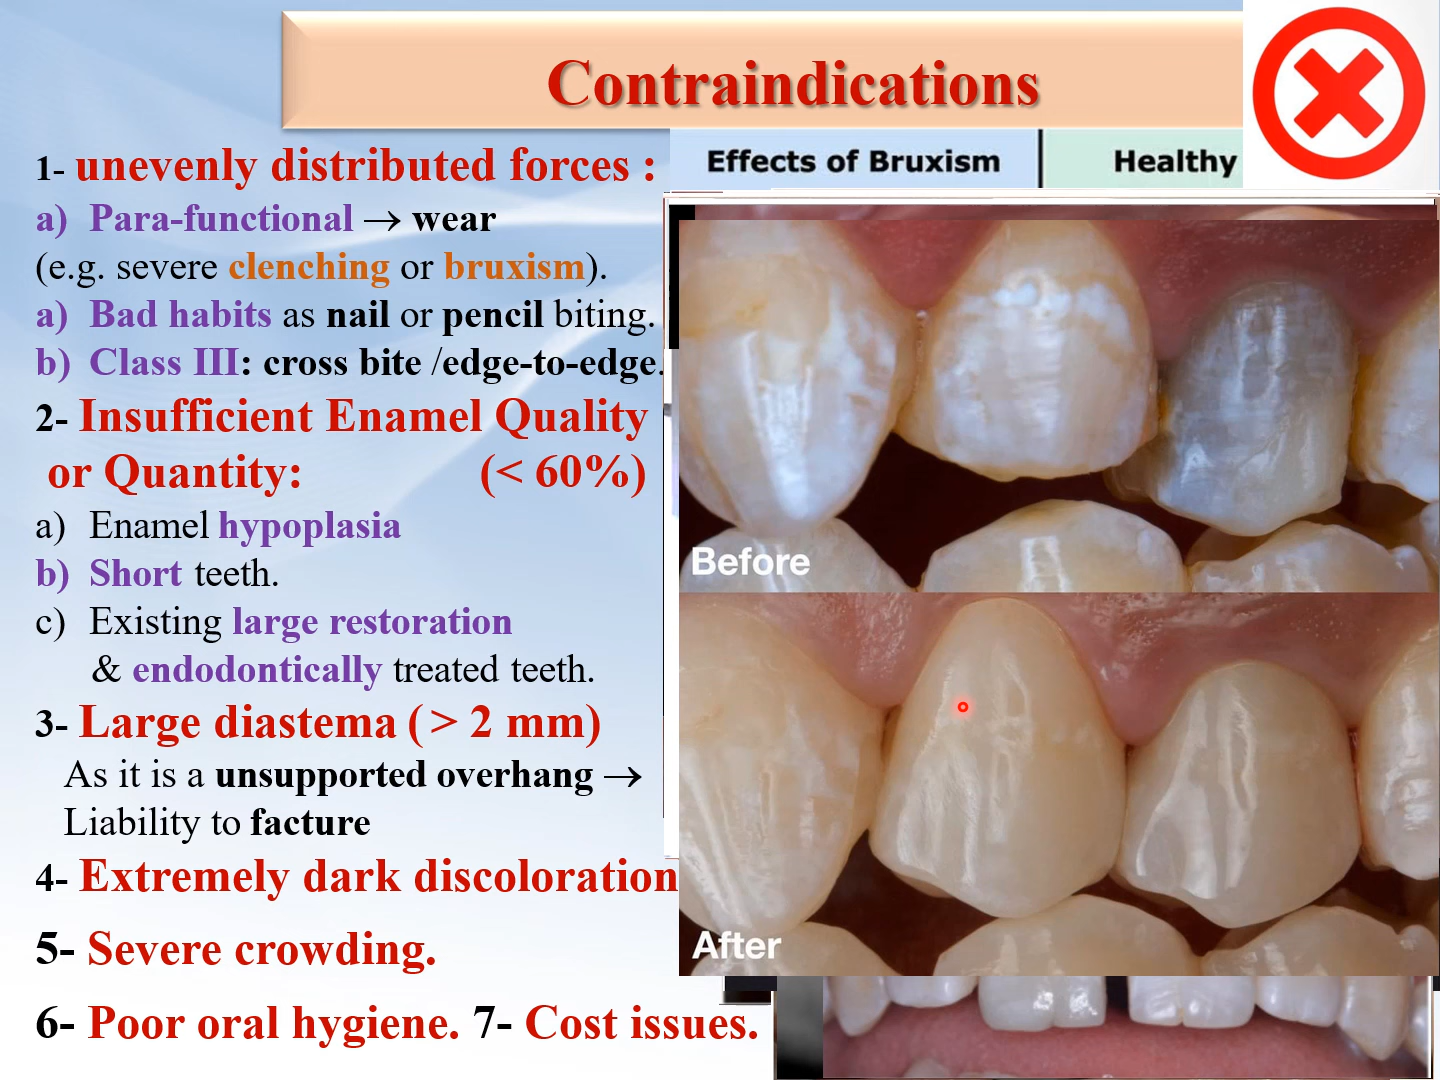 Contraindications
1- unevenly distributed forces :
a) Para-functional → wear
(e.g. severe clenching or bruxism).
a) Bad habits as nail or pencil biting.
b) Class III: cross bite /edge-to-edge.
2- Insufficient Enamel Quality
or Quantity: (< 60%)
a) Enamel hypoplasia
b) Short teeth.
c) Existing large restoration
& endodontically treated teeth.
3- Large diastema ( > 2 mm)
As it is a unsupported overhang →
Liability to facture
4- Extremely dark discoloration
5- Severe crowding.
6- Poor oral hygiene. 7- Cost issues.
Effects of Bruxism
Healthy
Before
After